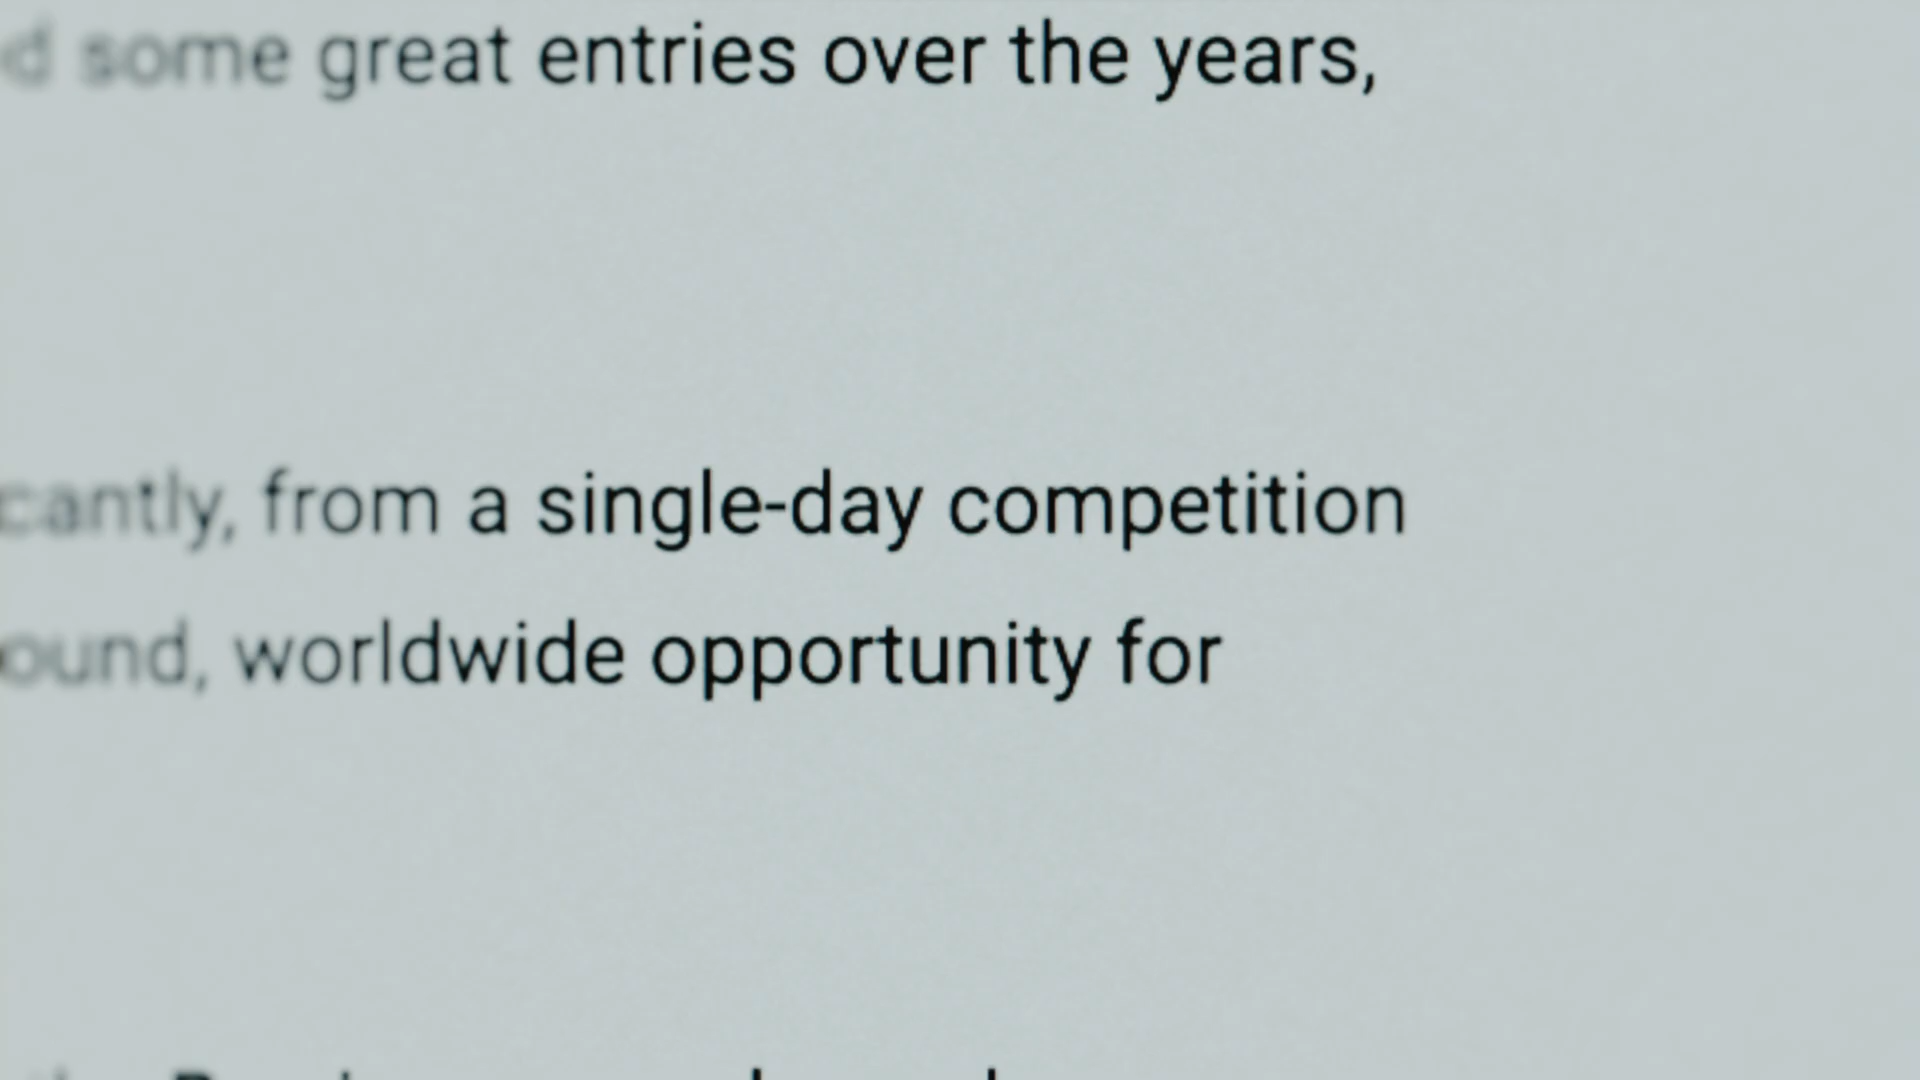 d some great entries over the years,
cantly, from a single-day competition
ound, worldwide opportunity for